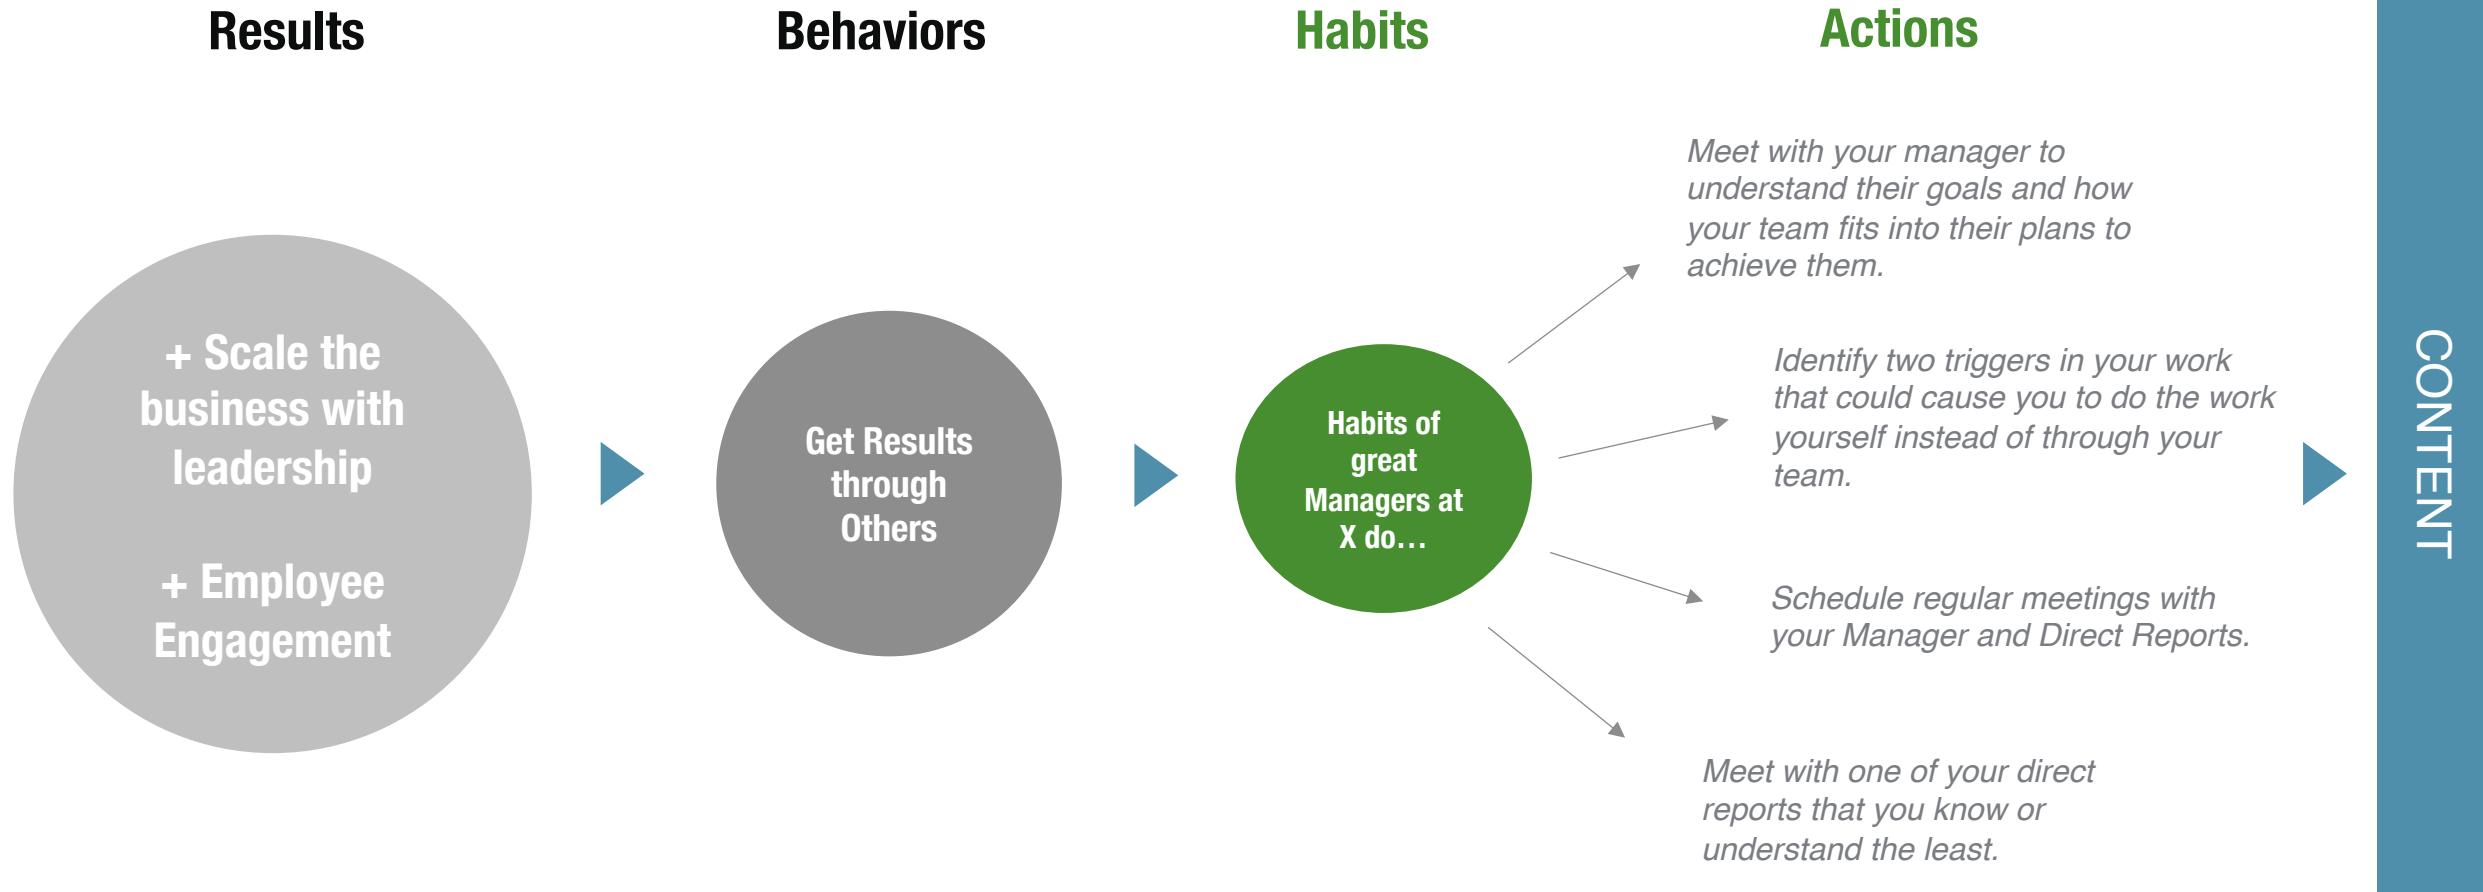 Results
Behaviors
Habits
Actions
+ Scale the
business with
leadership
+ Employee
Engagement
Get Results
through
Others
Habits of
great
Managers at
X do…
Meet with your manager to
understand their goals and how
your team fits into their plans to
achieve them.
Identify two triggers in your work
that could cause you to do the work
yourself instead of through your
team.
Schedule regular meetings with
your Manager and Direct Reports.
Meet with one of your direct
reports that you know or
understand the least.
CONTENT